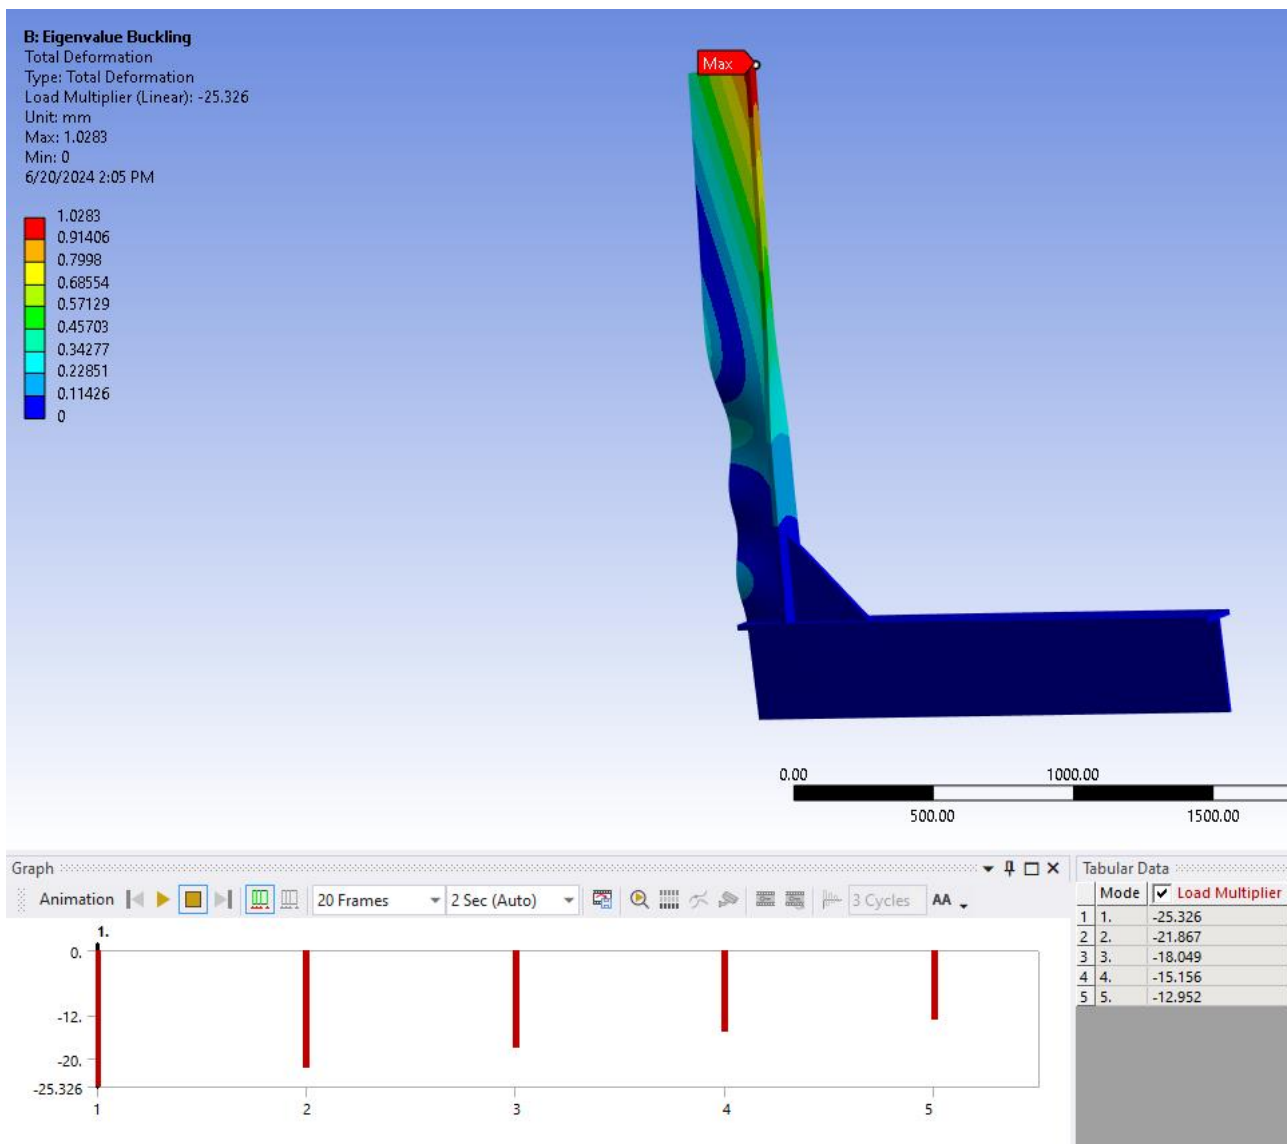 B: Eigenvalue Buckling
Total Deformation
Type: Total Deformation
Load Multiplier (Linear): -25.326
Unit: mm
Max: 1.0283
Min: 0
6/20/2024 2:05 PM
Max
1.0283
0.91406
0.7998
0.68554
0.57129
0.45703
0.34277
0.22851
0.11426
0
0.00 1000.00
500.00 1500.00
Graph
Animation 20 Frames 2 Sec (Auto) 3 Cycles AA
1.
0.
-12.
-20.
-25.326
1 2 3 4 5
Tabular Data
Mode Load Multiplier
1 1. -25.326
2 2. -21.867
3 3. -18.049
4 4. -15.156
5 5. -12.952